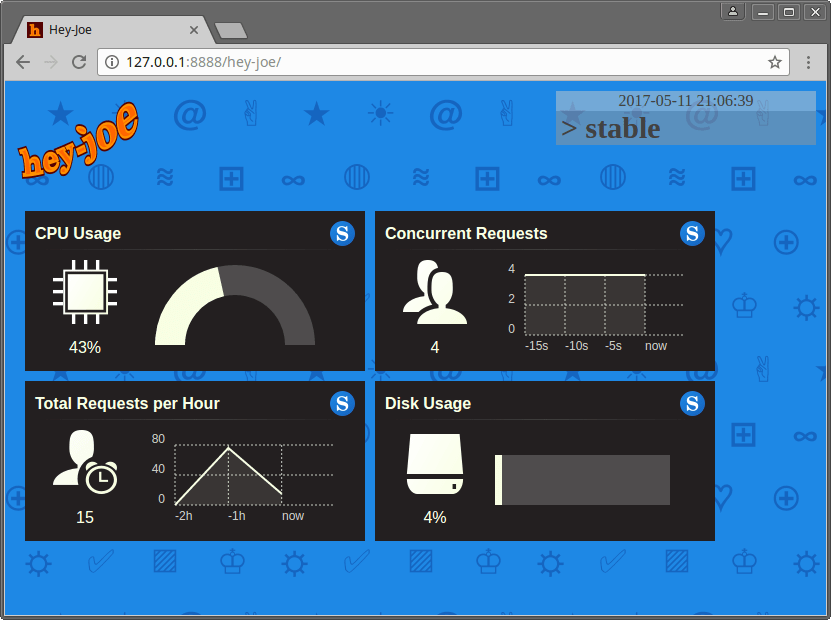 h Hey-Joe
127.0.0.1:8888/hey-joe/
hey-joe
2017-05-11 21:06:39
> stable
CPU Usage S
43%
Concurrent Requests S
4
2
0
-15s -10s -5s now
4
Total Requests per Hour S
80
40
0
-2h -1h now
15
Disk Usage S
4%